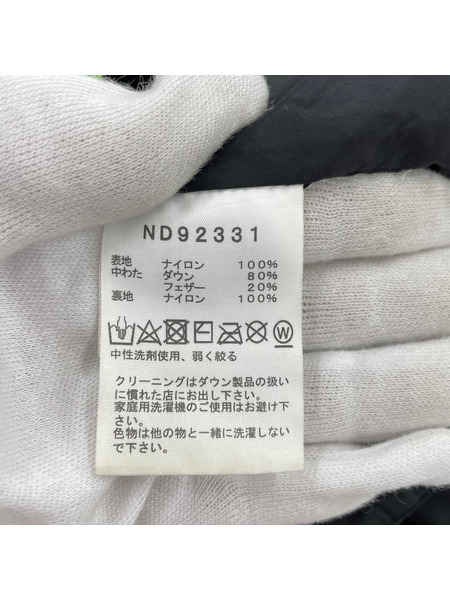 ND92331
表地 ナイロン 100%
中わた ダウン 80%
フェザー 20%
裏地 ナイロン 100%
W
中性洗剤使用、弱く絞る
クリーニングはダウン製品の扱い
に慣れた店にお出し下さい。
家庭用洗濯機のご使用はお避け下
さい。
色物は他の物と一緒に洗濯しない
で下さい。